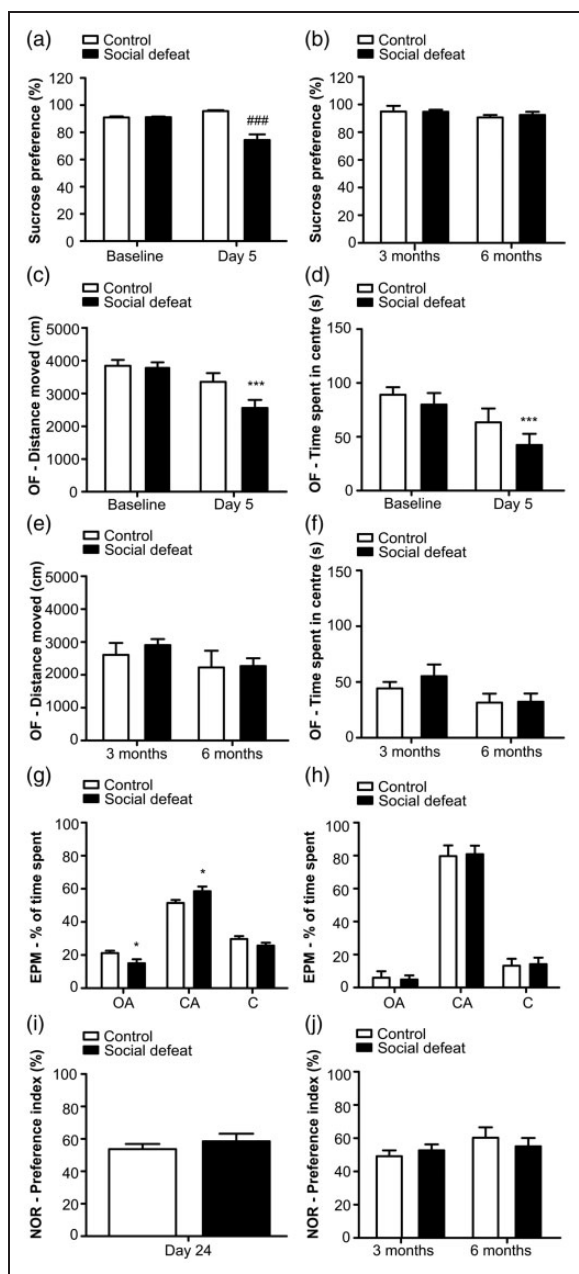 (a)
Control
Social defeat
Sucrose preference (%)
120
100
80
60
40
20
0
###
Baseline
Day 5
(b)
Control
Social defeat
Sucrose preference (%)
120
100
80
60
40
20
0
3 months
6 months
(c)
Control
Social defeat
OF - Distance moved (cm)
5000
4000
3000
2000
1000
0
***
Baseline
Day 5
(d)
Control
Social defeat
OF - Time spent in centre (s)
150
100
50
0
***
Baseline
Day 5
(e)
Control
Social defeat
OF - Distance moved (cm)
5000
4000
3000
2000
1000
0
3 months
6 months
(f)
Control
Social defeat
OF - Time spent in centre (s)
150
100
50
0
3 months
6 months
(g)
Control
Social defeat
EPM - % of time spent
100
80
60
40
20
0
*
*
OA
CA
C
(h)
Control
Social defeat
EPM - % of time spent
100
80
60
40
20
0
OA
CA
C
(i)
Control
Social defeat
NOR - Preference index (%)
100
80
60
40
20
0
Day 24
(j)
Control
Social defeat
NOR - Preference index (%)
100
80
60
40
20
0
3 months
6 months